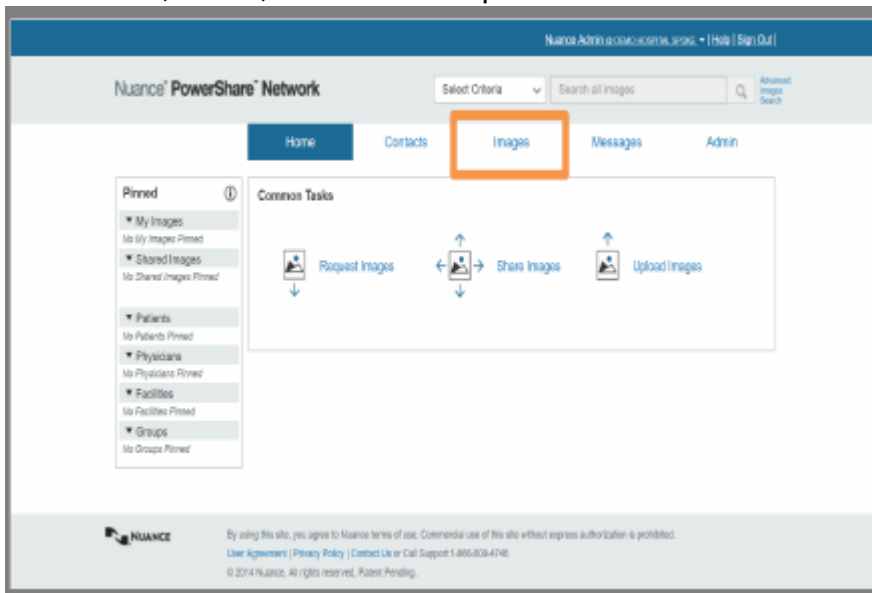 Nuance Admin @ DEMO HOSPITAL SPOKE | Help | Sign Out |
Nuance® PowerShare™ Network
Select Criteria
Search all images
Advanced
Images
Search
Home
Contacts
Images
Messages
Admin
Pinned
My Images
No My Images Pinned
Shared Images
No Shared Images Pinned
Patients
No Patients Pinned
Physicians
No Physicians Pinned
Facilities
No Facilities Pinned
Groups
No Groups Pinned
Common Tasks
Request Images
Share Images
Upload Images
NUANCE
By using this site, you agree to Nuance terms of use. Commercial use of this site without express authorization is prohibited.
User Agreement | Privacy Policy | Contact Us or Call Support
© 2014 Nuance. All rights reserved, Patent Pending.